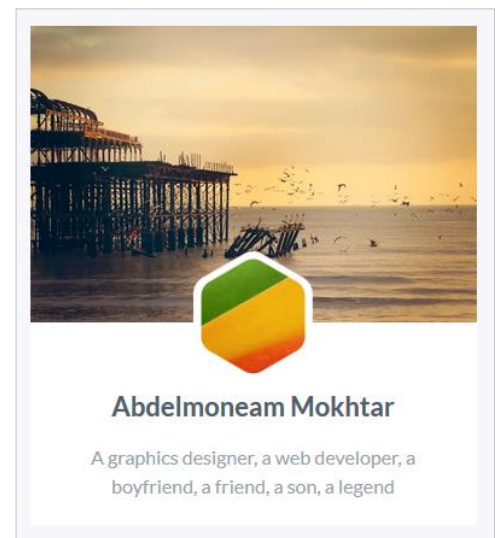 Abdelmoneam Mokhtar
A graphics designer, a web developer, a
boyfriend, a friend, a son, a legend